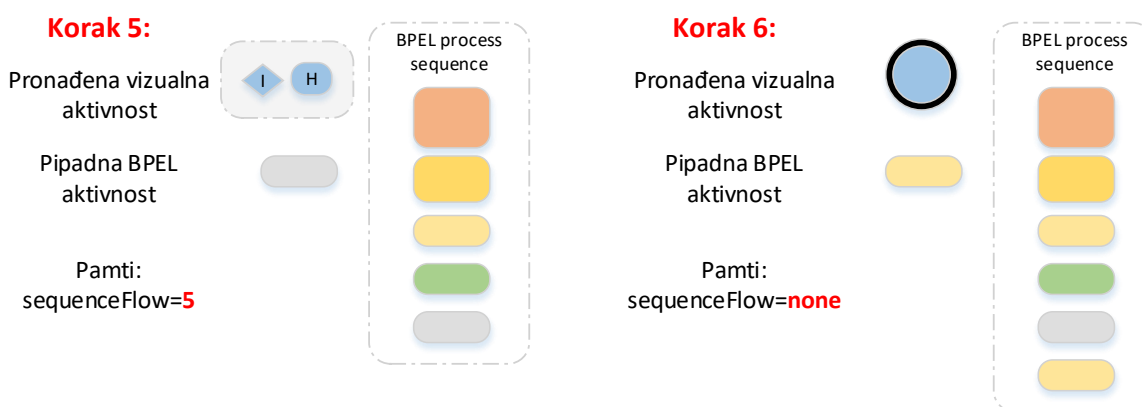 Korak 5:
Pronađena vizualna
aktivnost
I
H
Pipadna BPEL
aktivnost
Pamti:
sequenceFlow=5
BPEL process
sequence
Korak 6:
Pronađena vizualna
aktivnost
Pipadna BPEL
aktivnost
Pamti:
sequenceFlow=none
BPEL process
sequence